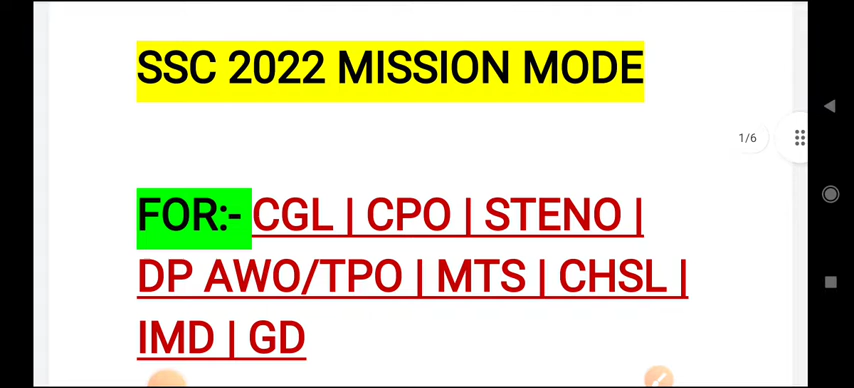 SSC 2022 MISSION MODE
1/6
FOR:- CGL | CPO | STENO |
DP AWO/TPO | MTS | CHSL |
IMD | GD